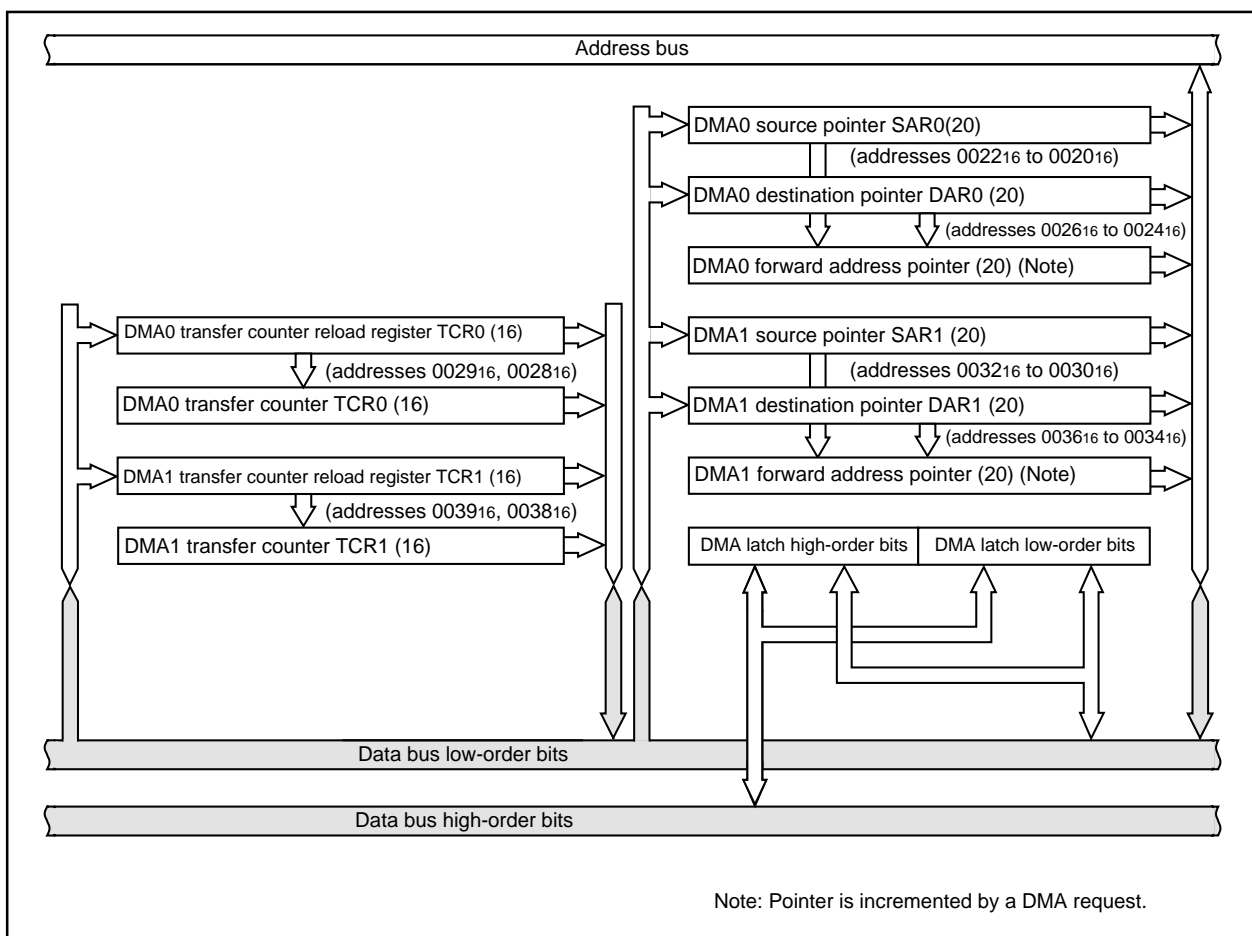 Address bus
DMA0 source pointer SAR0(20)
(addresses 0022₁₆ to 0020₁₆)
DMA0 destination pointer DAR0 (20)
(addresses 0026₁₆ to 0024₁₆)
DMA0 forward address pointer (20) (Note)
DMA0 transfer counter reload register TCR0 (16)
(addresses 0029₁₆, 0028₁₆)
DMA0 transfer counter TCR0 (16)
DMA1 transfer counter reload register TCR1 (16)
(addresses 0039₁₆, 0038₁₆)
DMA1 transfer counter TCR1 (16)
DMA1 source pointer SAR1 (20)
(addresses 0032₁₆ to 0030₁₆)
DMA1 destination pointer DAR1 (20)
(addresses 0036₁₆ to 0034₁₆)
DMA1 forward address pointer (20) (Note)
DMA latch high-order bits
DMA latch low-order bits
Data bus low-order bits
Data bus high-order bits
Note: Pointer is incremented by a DMA request.